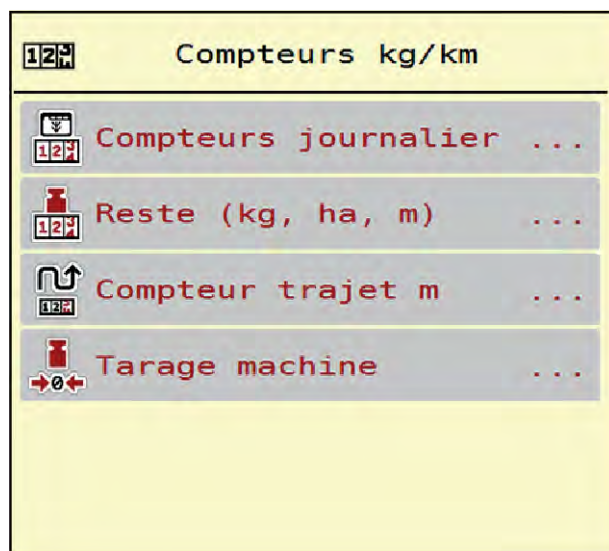 Compteurs kg/km
Compteurs journalier ...
Reste (kg, ha, m) ...
Compteur trajet m ...
Tarage machine ...